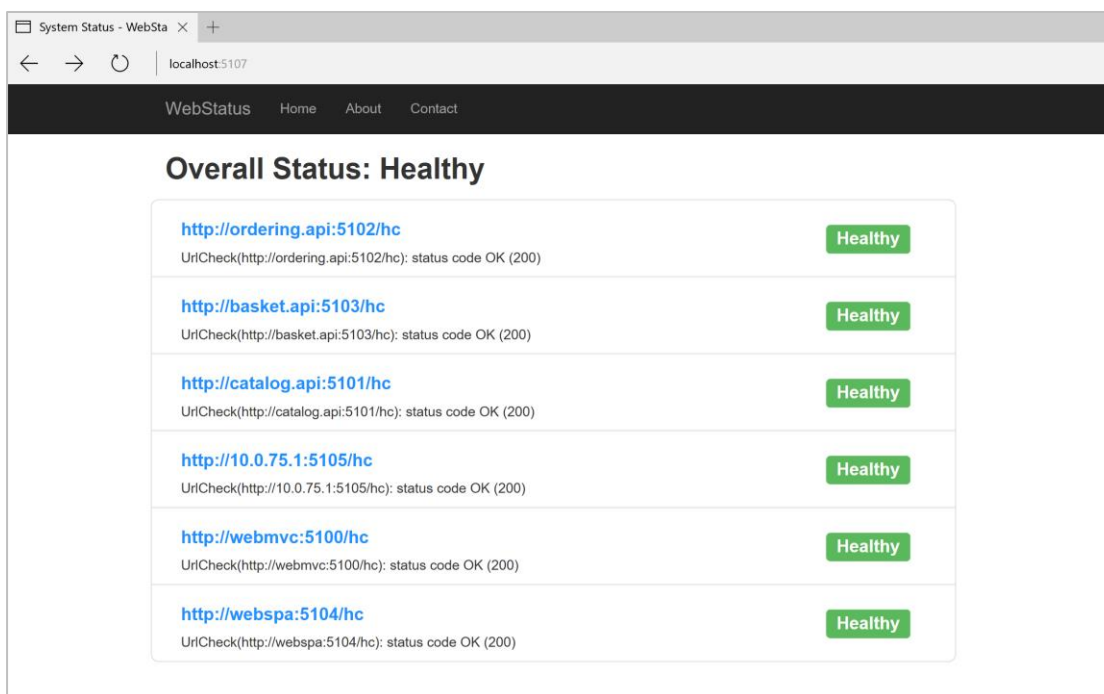 System Status - WebSta
localhost:5107
WebStatus Home About Contact
Overall Status: Healthy
http://ordering.api:5102/hc
Healthy
UrlCheck(http://ordering.api:5102/hc): status code OK (200)
http://basket.api:5103/hc
Healthy
UrlCheck(http://basket.api:5103/hc): status code OK (200)
http://catalog.api:5101/hc
Healthy
UrlCheck(http://catalog.api:5101/hc): status code OK (200)
http://10.0.75.1:5105/hc
Healthy
UrlCheck(http://10.0.75.1:5105/hc): status code OK (200)
http://webmvc:5100/hc
Healthy
UrlCheck(http://webmvc:5100/hc): status code OK (200)
http://webspa:5104/hc
Healthy
UrlCheck(http://webspa:5104/hc): status code OK (200)